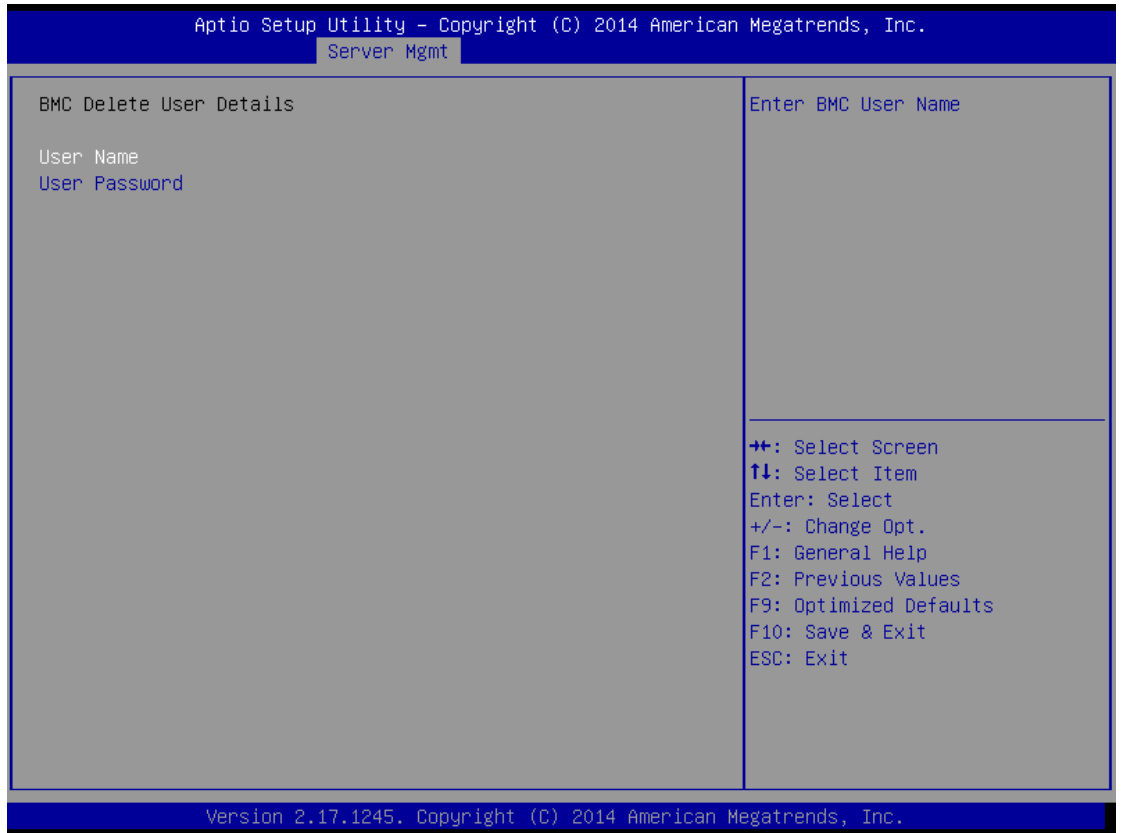 Aptio Setup Utility – Copyright (C) 2014 American Megatrends, Inc.
Server Mgmt
BMC Delete User Details
User Name
User Password
Enter BMC User Name
→←: Select Screen
↑↓: Select Item
Enter: Select
+/-: Change Opt.
F1: General Help
F2: Previous Values
F9: Optimized Defaults
F10: Save & Exit
ESC: Exit
Version 2.17.1245. Copyright (C) 2014 American Megatrends, Inc.